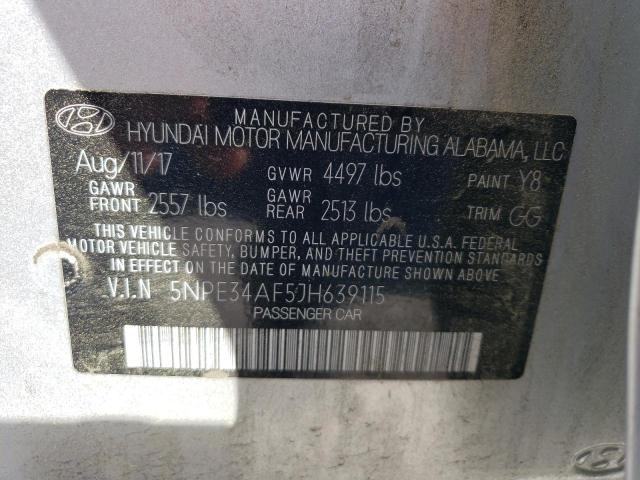 MANUFACTURED BY
HYUNDAI MOTOR MANUFACTURING ALABAMA, LLC
Aug/11/17 GVWR 4497 lbs PAINT Y8
GAWR FRONT 2557 lbs GAWR REAR 2513 lbs TRIM GG
THIS VEHICLE CONFORMS TO ALL APPLICABLE U.S.A. FEDERAL
MOTOR VEHICLE SAFETY, BUMPER, AND THEFT PREVENTION STANDARDS
IN EFFECT ON THE DATE OF MANUFACTURE SHOWN ABOVE.
V.I.N 5NPE34AF5JH639115
PASSENGER CAR